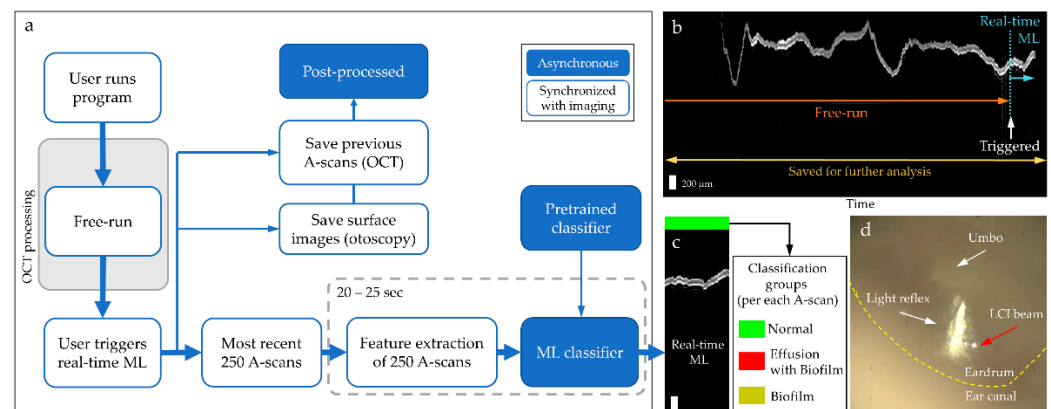 a
User runs
program
OCT processing
Free-run
User triggers
real-time ML
Post-processed
Asynchronous
Synchronized
with imaging
Save previous
A-scans (OCT)
Save surface
images (otoscopy)
Pretrained
classifier
20 – 25 sec
Most recent
250 A-scans
Feature extraction
of 250 A-scans
ML classifier
b
Real-time
ML
Free-run
Triggered
Saved for further analysis
200 µm
Time
c
Real-time
ML
Classification
groups
(per each A-scan)
Normal
Effusion
with Biofilm
Biofilm
d
Umbo
Light reflex
LCI beam
Eardrum
Ear canal